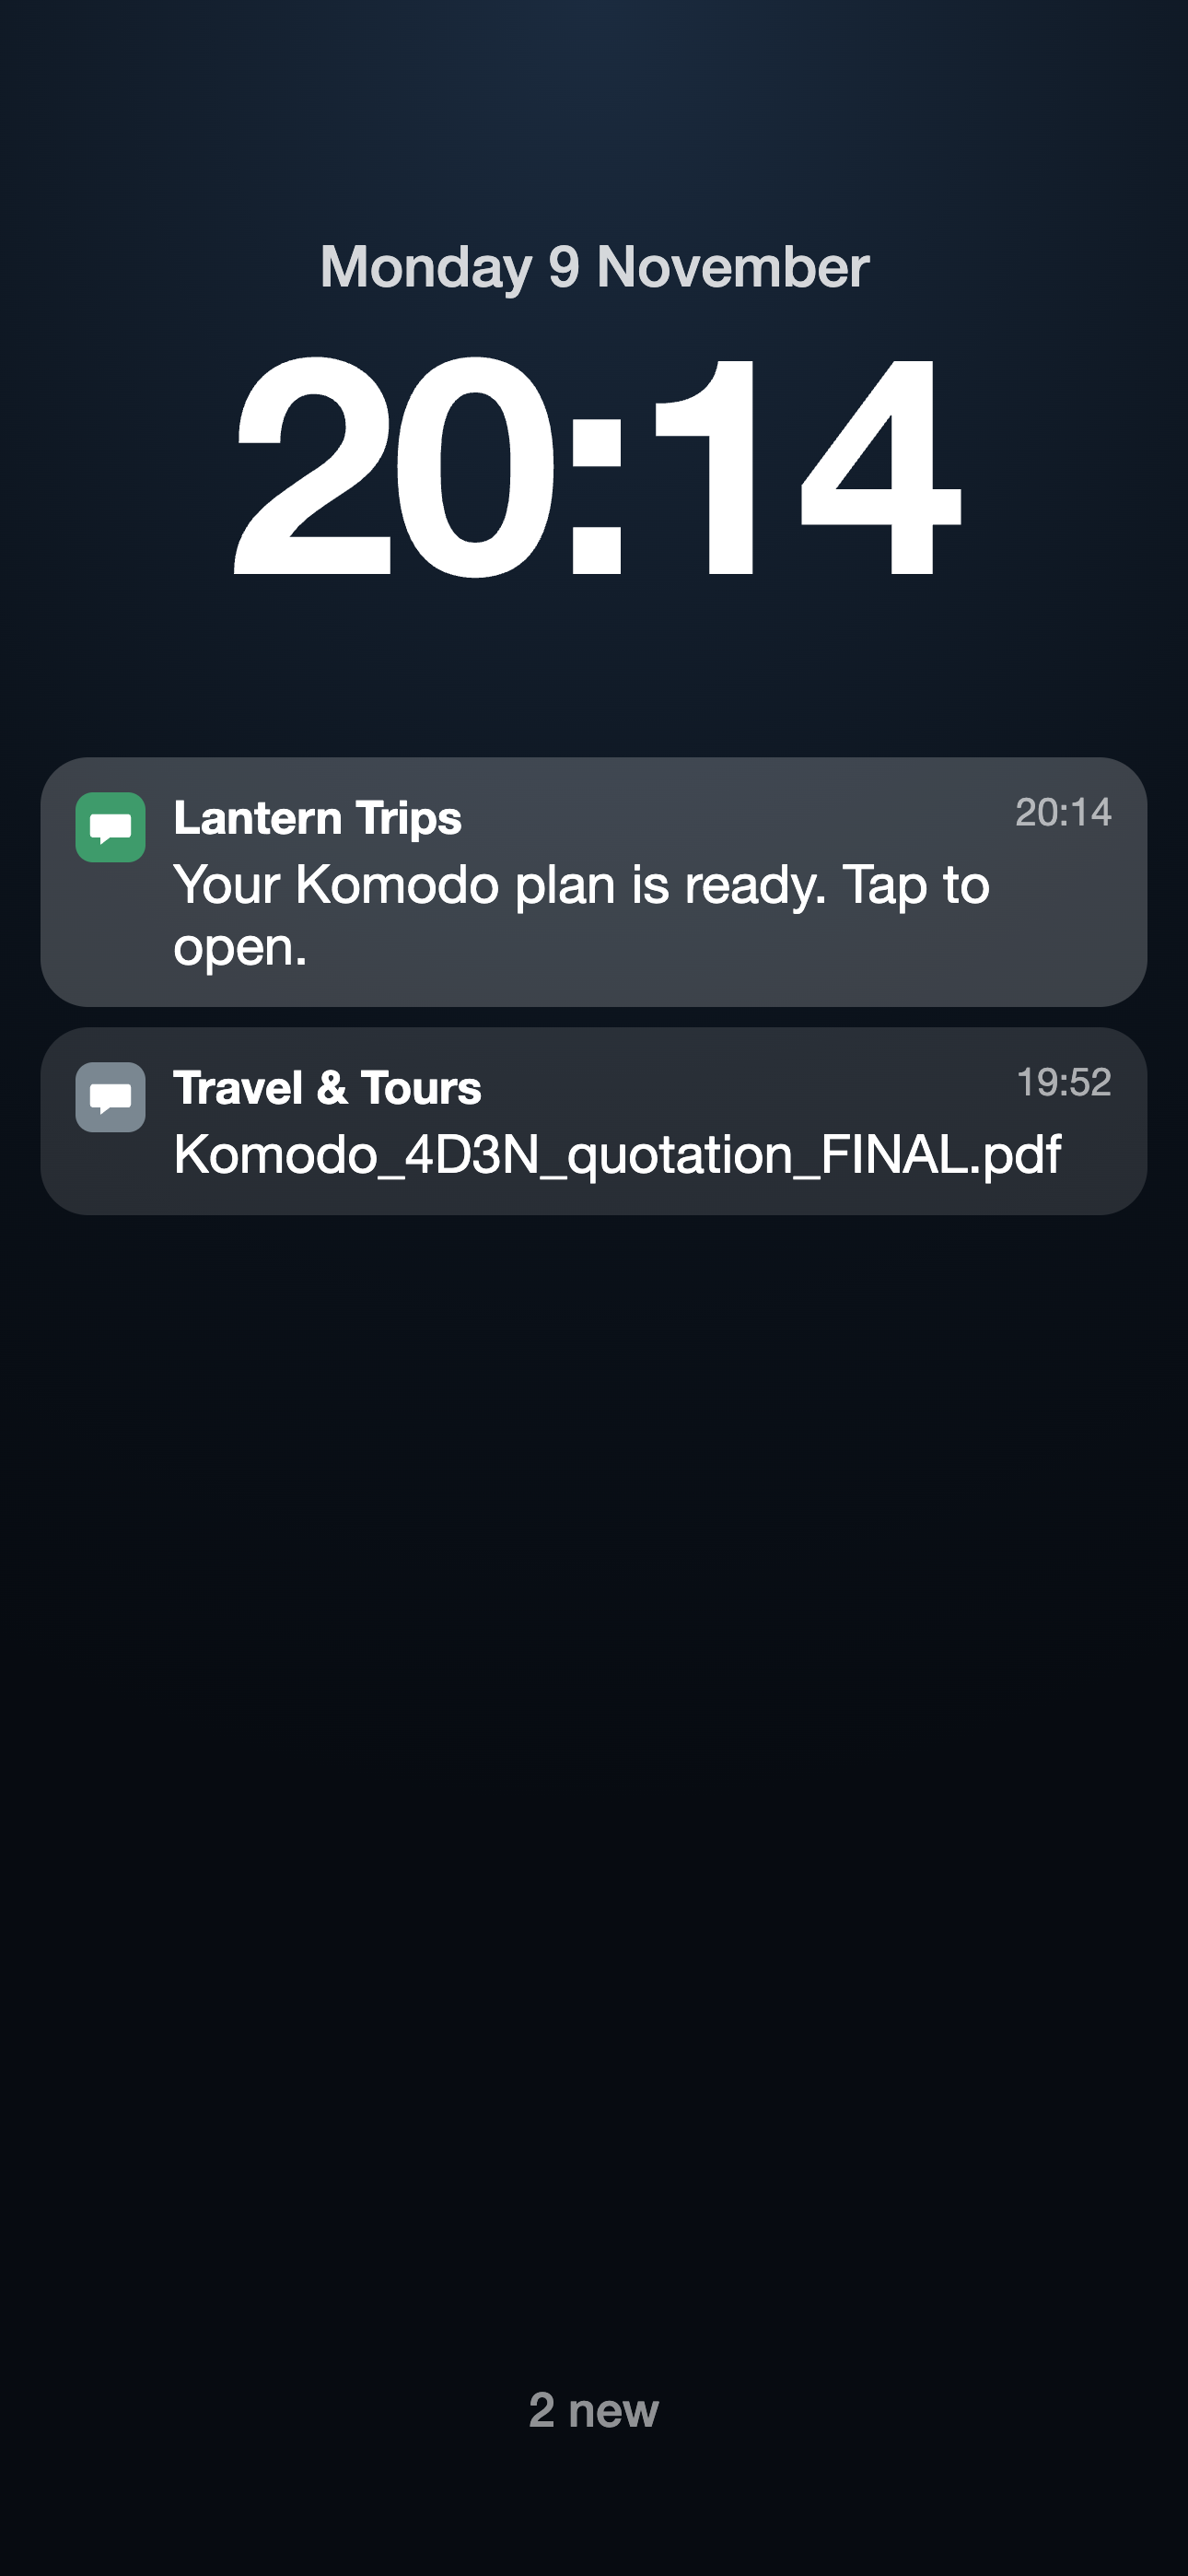 Monday 9 November
20:14
Lantern Trips
20:14
Your Komodo plan is ready. Tap to
open.
Travel & Tours
19:52
Komodo_4D3N_quotation_FINAL.pdf
2 new